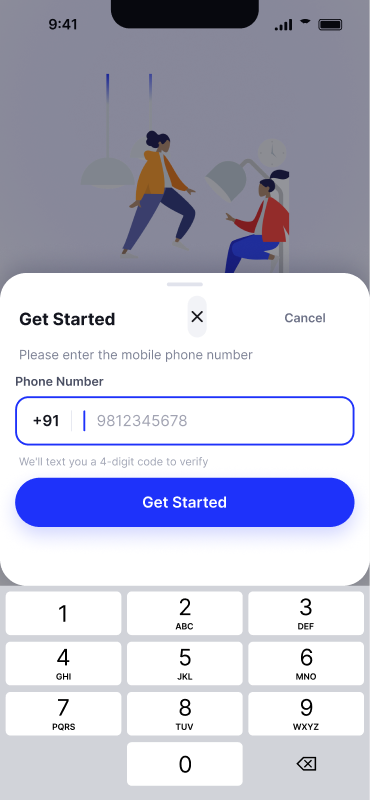 9:41
Get Started
Cancel
Please enter the mobile phone number
Phone Number
+91 9812345678
We'll text you a 4-digit code to verify
Get Started
1
2
ABC
3
DEF
4
GHI
5
JKL
6
MNO
7
PQRS
8
TUV
9
WXYZ
0